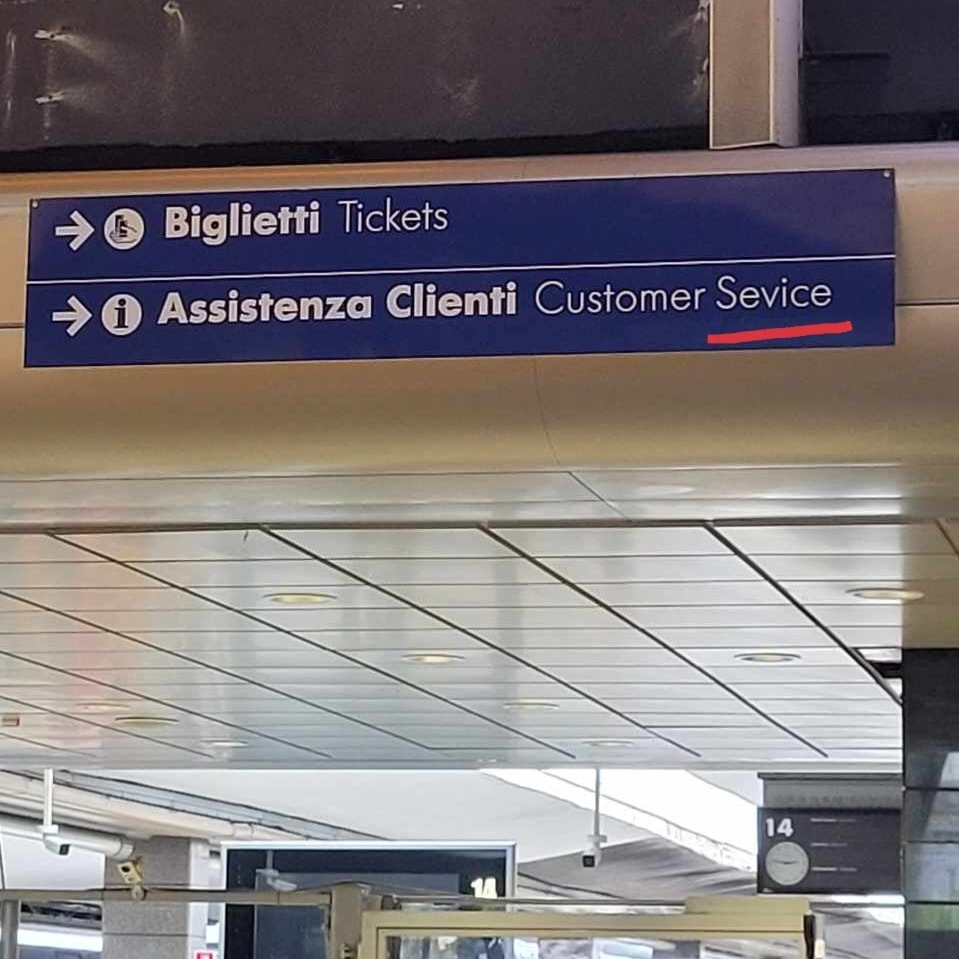 Biglietti Tickets
Assistenza Clienti Customer Sevice
14
14